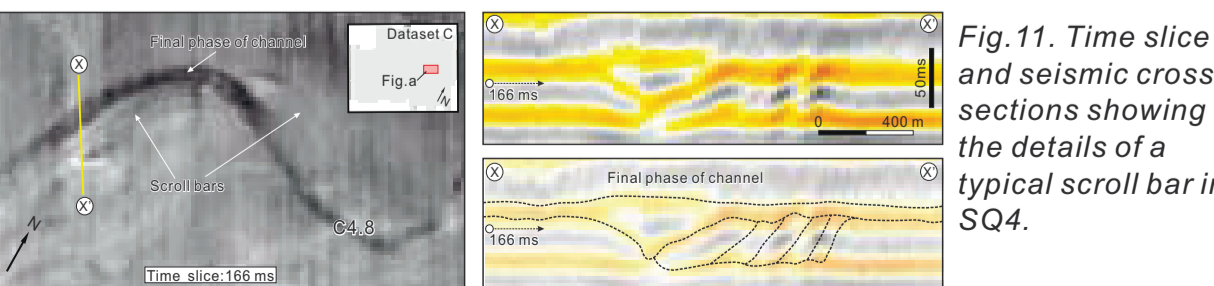 Final phase of channel
Dataset C
Fig.a
N
X
X'
Scroll bars
C4.8
N
Time slice:166 ms
X
X'
166 ms
50ms
0 400 m
X
X'
Final phase of channel
166 ms
Fig.11. Time slice
and seismic cross
sections showing
the details of a
typical scroll bar in
SQ4.